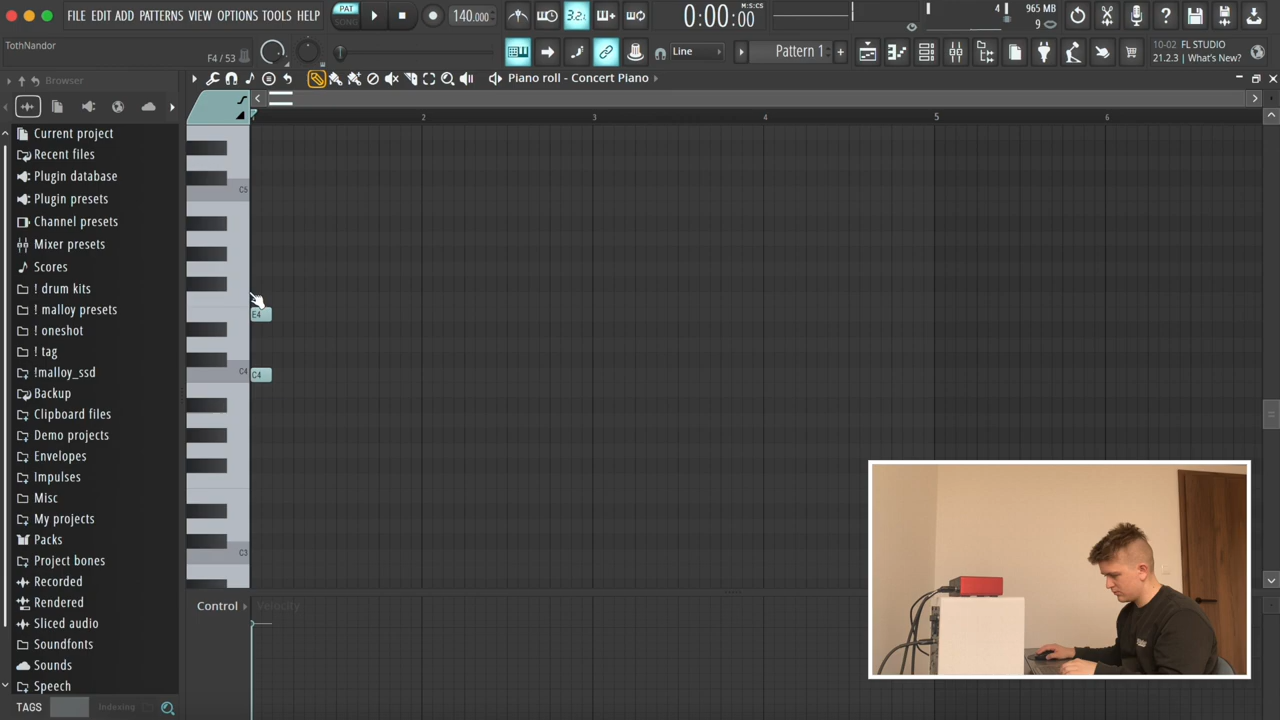 FILE EDIT ADD PATTERNS VIEW OPTIONS TOOLS HELP
PAT
SONG
140.000
3.2.
0:00:00
M:S:CS
4
965 MB
9
TothNandor
F4 / 53
Line
Pattern 1
10-02 FL STUDIO
21.2.3 | What's New?
Browser
Piano roll - Concert Piano
2
3
4
5
6
Current project
Recent files
Plugin database
Plugin presets
Channel presets
Mixer presets
Scores
! drum kits
! malloy presets
! oneshot
! tag
!malloy_ssd
Backup
Clipboard files
Demo projects
Envelopes
Impulses
Misc
My projects
Packs
Project bones
Recorded
Rendered
Sliced audio
Soundfonts
Sounds
Speech
TAGS
Indexing
C5
E4
C4
C4
C3
Control
Velocity